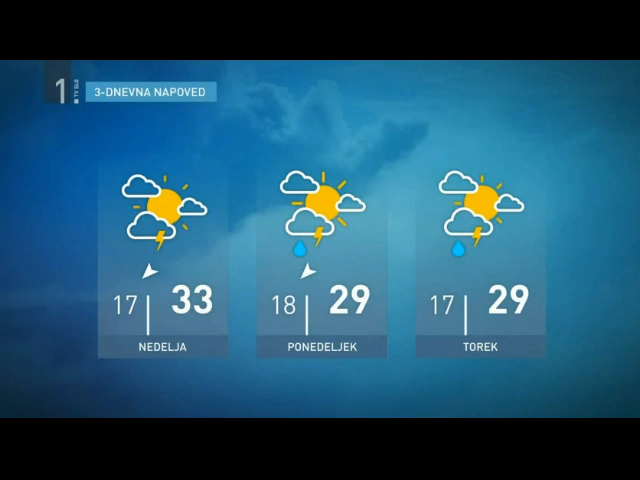 1
TV SLO
3-DNEVNA NAPOVED
17 33
18 29
17 29
NEDELJA
PONEDELJEK
TOREK